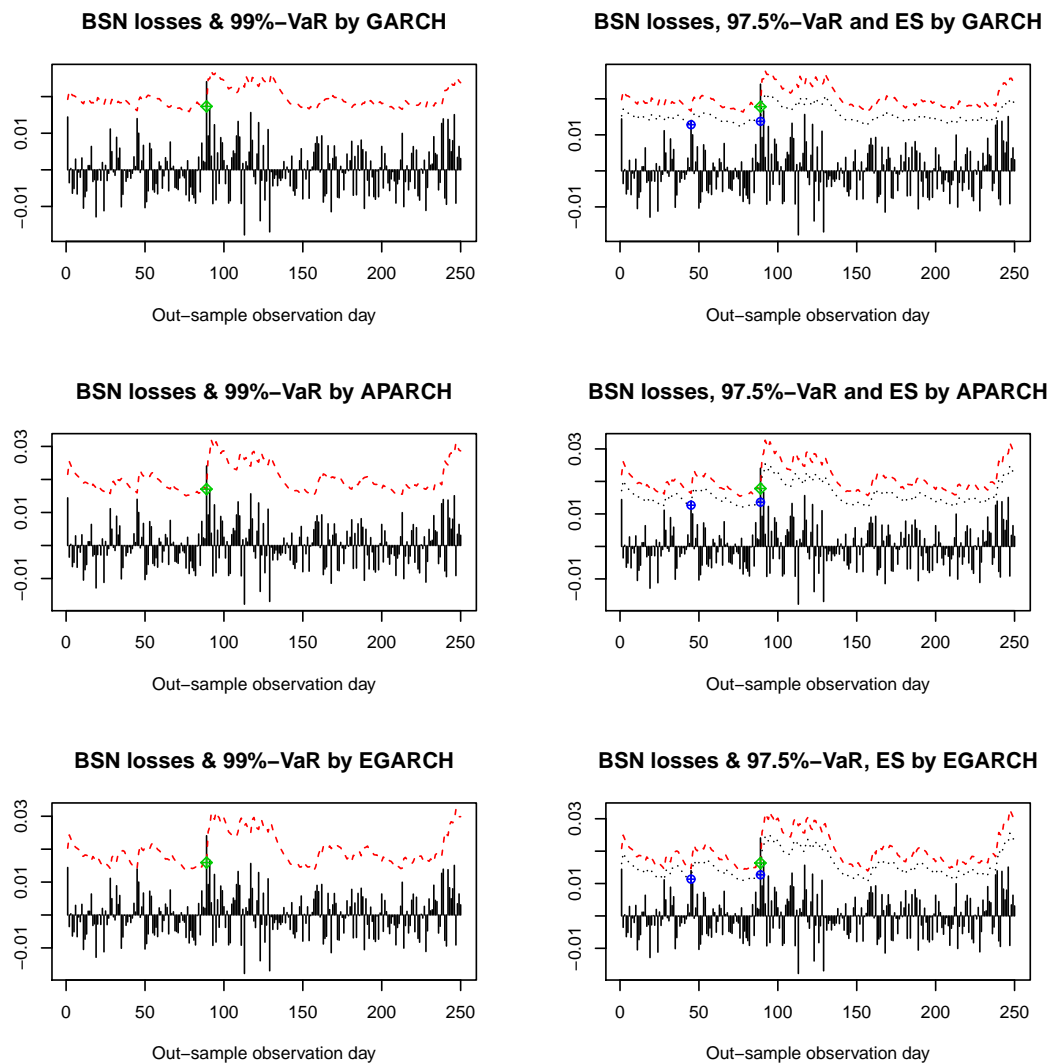 BSN losses & 99%−VaR by GARCH
0.01
−0.01
0 50 100 150 200 250
Out−sample observation day
BSN losses, 97.5%−VaR and ES by GARCH
0.01
−0.01
0 50 100 150 200 250
Out−sample observation day
BSN losses & 99%−VaR by APARCH
0.03
0.01
−0.01
0 50 100 150 200 250
Out−sample observation day
BSN losses, 97.5%−VaR and ES by APARCH
0.03
0.01
−0.01
0 50 100 150 200 250
Out−sample observation day
BSN losses & 99%−VaR by EGARCH
0.03
0.01
−0.01
0 50 100 150 200 250
Out−sample observation day
BSN losses & 97.5%−VaR, ES by EGARCH
0.03
0.01
−0.01
0 50 100 150 200 250
Out−sample observation day